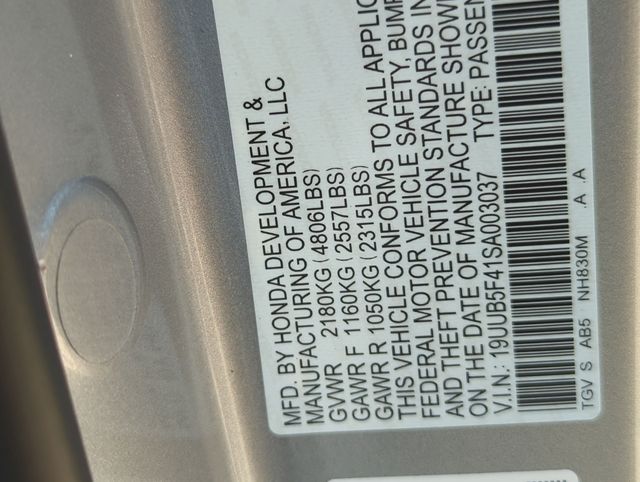 MFD. BY HONDA DEVELOPMENT &
MANUFACTURING OF AMERICA, LLC
GVWR 2180KG (4806LBS)
GAWR F 1160KG (2557LBS)
GAWR R 1050KG (2315LBS)
THIS VEHICLE CONFORMS TO ALL APPLIC
FEDERAL MOTOR VEHICLE SAFETY, BUMP
AND THEFT PREVENTION STANDARDS IN
ON THE DATE OF MANUFACTURE SHOWN
V.I.N.: 19UUB5F41SA003037 TYPE: PASSEN
TGV S AB5 NH830M .A .A